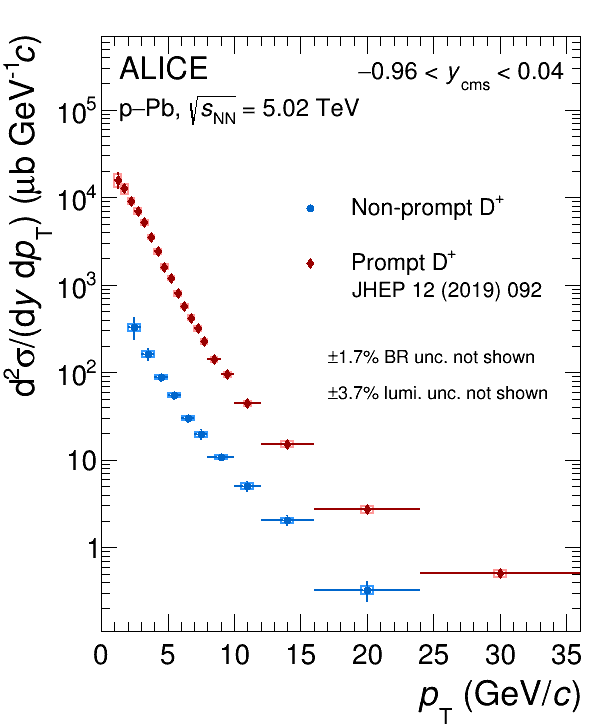 ALICE
−0.96 < y_cms < 0.04
p–Pb, √s_NN = 5.02 TeV
Non-prompt D⁺
Prompt D⁺
JHEP 12 (2019) 092
±1.7% BR unc. not shown
±3.7% lumi. unc. not shown
d²σ/(dy dp_T) (μb GeV⁻¹c)
10⁵
10⁴
10³
10²
10
1
0 5 10 15 20 25 30 35
p_T (GeV/c)